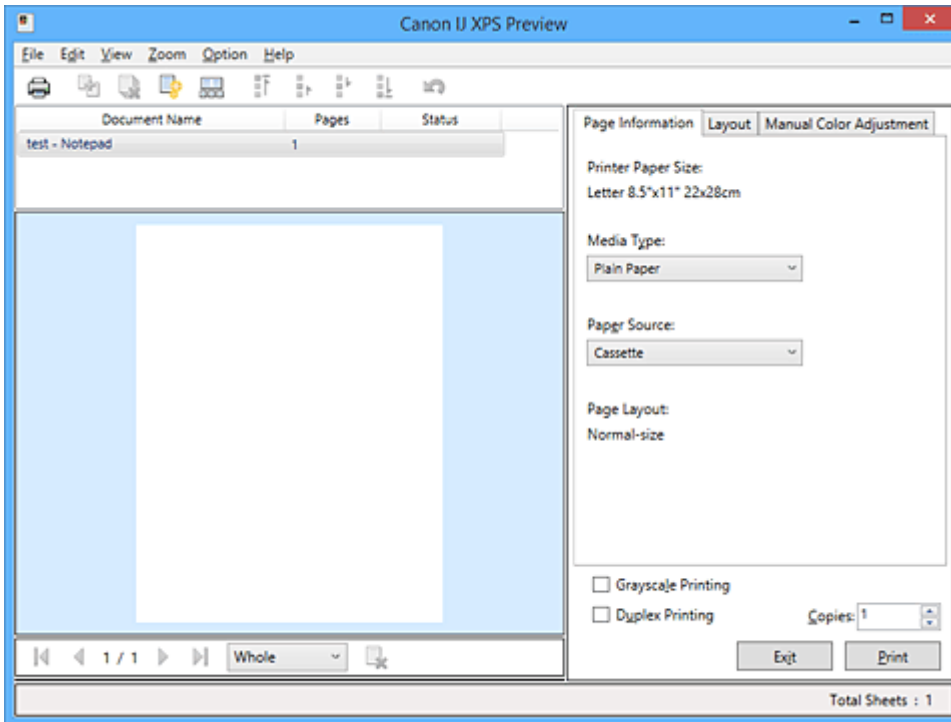 Canon IJ XPS Preview
File Edit View Zoom Option Help
Document Name Pages Status
test - Notepad 1
Page Information Layout Manual Color Adjustment
Printer Paper Size:
Letter 8.5"x11" 22x28cm
Media Type:
Plain Paper
Paper Source:
Cassette
Page Layout:
Normal-size
Grayscale Printing
Duplex Printing Copies: 1
1 / 1 Whole
Exit Print
Total Sheets : 1